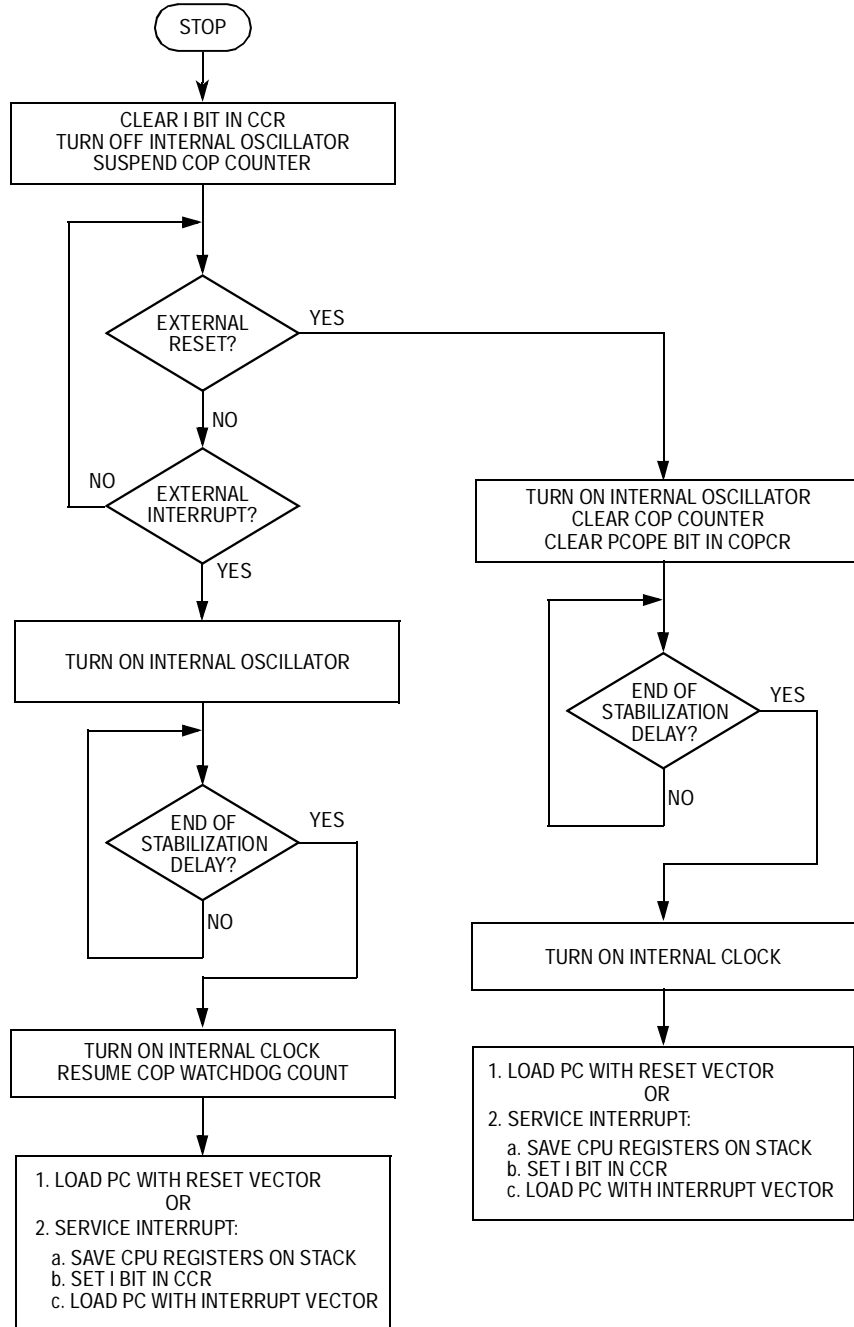 STOP
CLEAR I BIT IN CCR
TURN OFF INTERNAL OSCILLATOR
SUSPEND COP COUNTER
EXTERNAL
RESET?
YES
NO
EXTERNAL
INTERRUPT?
NO
YES
TURN ON INTERNAL OSCILLATOR
END OF
STABILIZATION
DELAY?
YES
NO
TURN ON INTERNAL CLOCK
RESUME COP WATCHDOG COUNT
1. LOAD PC WITH RESET VECTOR
OR
2. SERVICE INTERRUPT:
a. SAVE CPU REGISTERS ON STACK
b. SET I BIT IN CCR
c. LOAD PC WITH INTERRUPT VECTOR
TURN ON INTERNAL OSCILLATOR
CLEAR COP COUNTER
CLEAR PCOPE BIT IN COPCR
END OF
STABILIZATION
DELAY?
YES
NO
TURN ON INTERNAL CLOCK
1. LOAD PC WITH RESET VECTOR
OR
2. SERVICE INTERRUPT:
a. SAVE CPU REGISTERS ON STACK
b. SET I BIT IN CCR
c. LOAD PC WITH INTERRUPT VECTOR